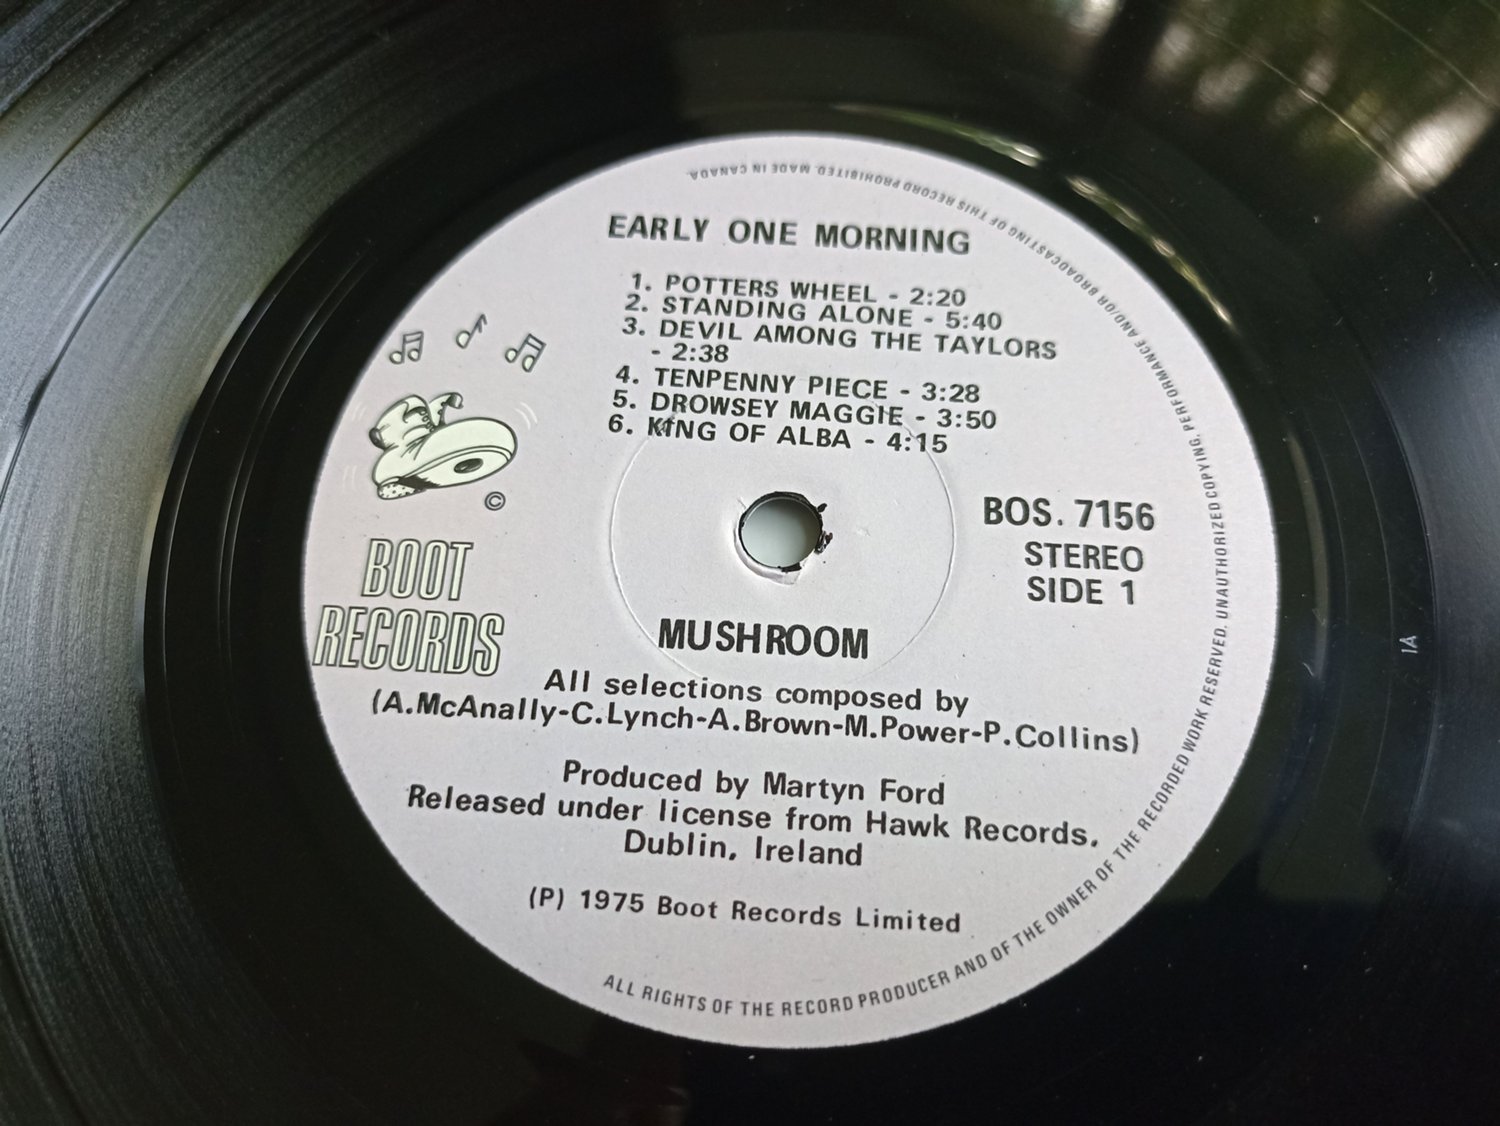 EARLY ONE MORNING
1. POTTERS WHEEL - 2:20
2. STANDING ALONE - 5:40
3. DEVIL AMONG THE TAYLORS
- 2:38
4. TENPENNY PIECE - 3:28
5. DROWSEY MAGGIE - 3:50
6. KING OF ALBA - 4:15
©
BOOT
RECORDS
BOS. 7156
STEREO
SIDE 1
MUSHROOM
All selections composed by
(A.McAnally-C.Lynch-A.Brown-M.Power-P.Collins)
Produced by Martyn Ford
Released under license from Hawk Records,
Dublin, Ireland
(P) 1975 Boot Records Limited
ALL RIGHTS OF THE RECORD PRODUCER AND OF THE OWNER OF THE RECORDED WORK RESERVED. UNAUTHORIZED COPYING, PERFORMANCE AND/OR BROADCASTING OF THIS RECORD PROHIBITED. MADE IN CANADA.
1A